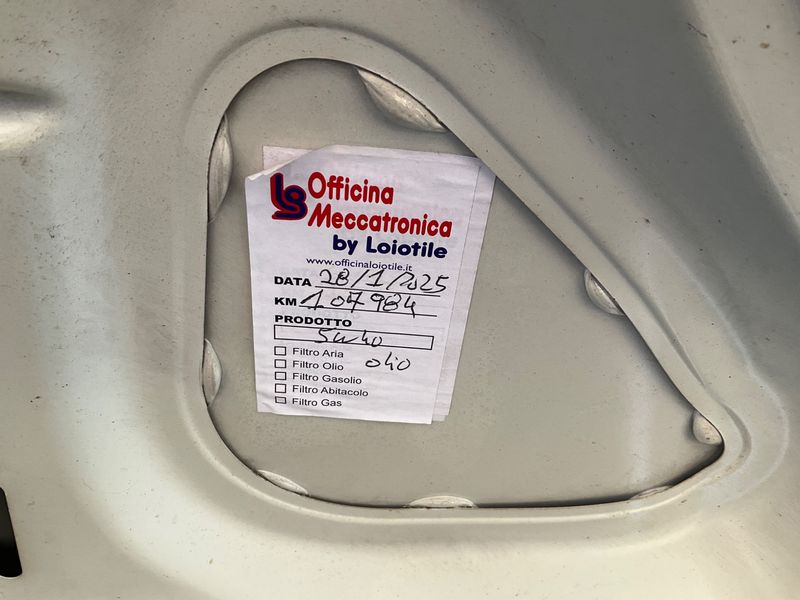 LS Officina
Meccatronica
by Loiotile
www.officinaloiotile.it
DATA 28/1/2025
KM 107984
PRODOTTO
5w40
Filtro Aria
olio
Filtro Olio
Filtro Gasolio
Filtro Abitacolo
Filtro Gas